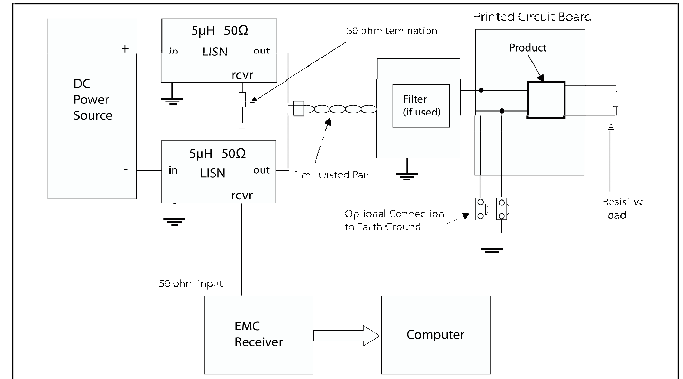 Printed Circuit Board
5µH 50Ω
50 ohm termination
+
in LISN out
Product
rcvr
DC
Power
Source
Filter
(if used)
5µH 50Ω
-
in LISN out
Twisted Pair
rcvr
Resistive
Load
Optional Connection
to Earth Ground
50 ohm input
EMC
Receiver
Computer